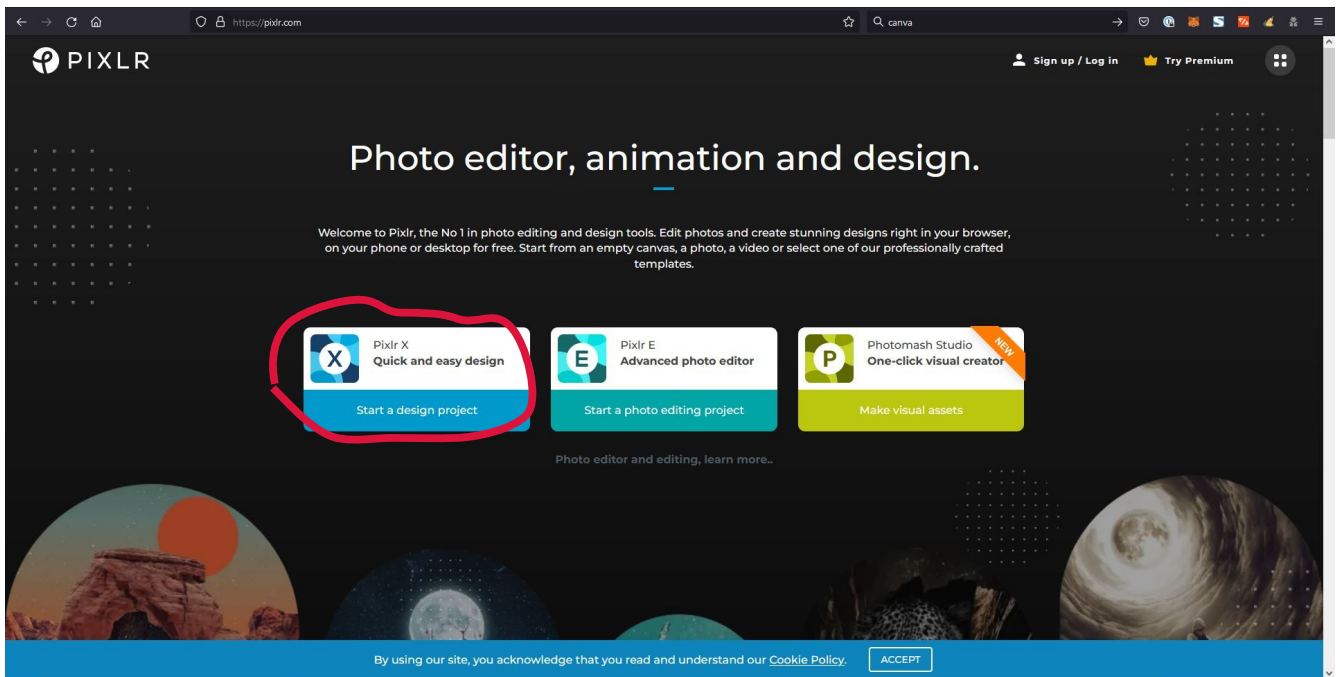 https://pixlr.com
canva
PIXLR
Sign up / Log in
Try Premium
Photo editor, animation and design.
Welcome to Pixlr, the No 1 in photo editing and design tools. Edit photos and create stunning designs right in your browser,
on your phone or desktop for free. Start from an empty canvas, a photo, a video or select one of our professionally crafted
templates.
X
Pixlr X
Quick and easy design
Start a design project
E
Pixlr E
Advanced photo editor
Start a photo editing project
P
Photomash Studio
One-click visual creator
NEW
Make visual assets
Photo editor and editing, learn more..
By using our site, you acknowledge that you read and understand our Cookie Policy.
ACCEPT